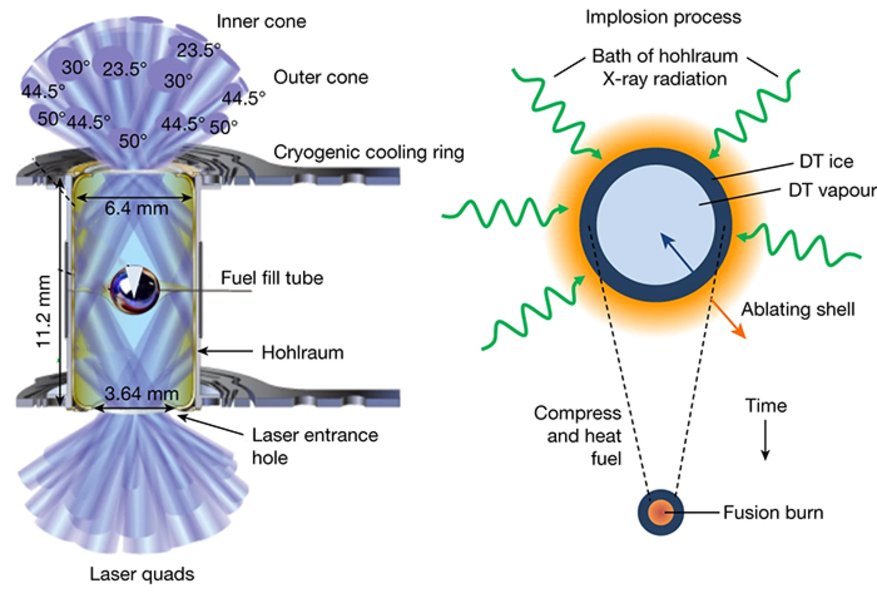 Inner cone
23.5°
30°
23.5°
30°
Outer cone
44.5°
44.5°
50°
44.5°
44.5°
50°
50°
Cryogenic cooling ring
6.4 mm
11.2 mm
Fuel fill tube
Hohlraum
3.64 mm
Laser entrance
hole
Laser quads
Implosion process
Bath of hohlraum
X-ray radiation
DT ice
DT vapour
Ablating shell
Compress
and heat
fuel
Time
Fusion burn